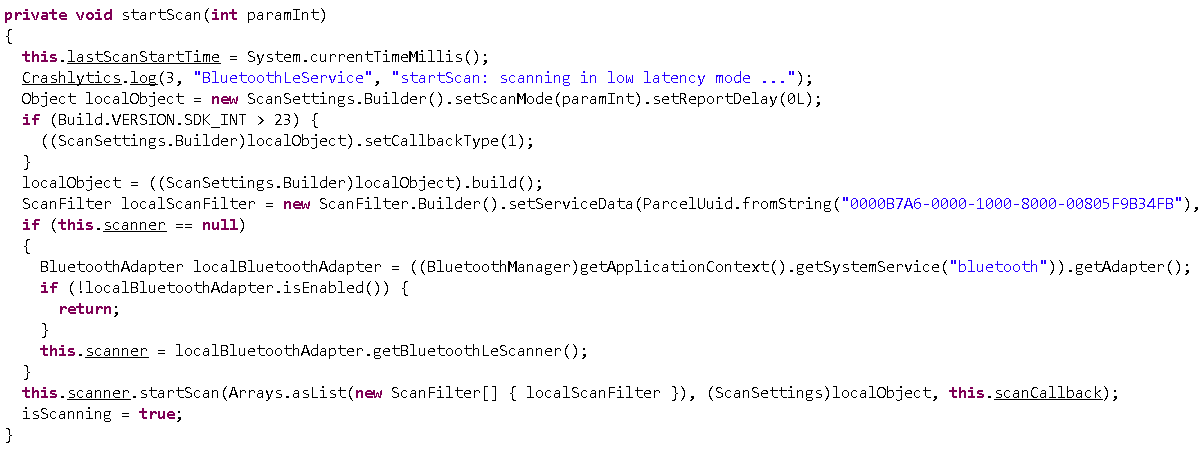 private void startScan(int paramInt)
{
this.lastScanStartTime = System.currentTimeMillis();
Crashlytics.log(3, "BluetoothLeService", "startScan: scanning in low latency mode ...");
Object localObject = new ScanSettings.Builder().setScanMode(paramInt).setReportDelay(0L);
if (Build.VERSION.SDK_INT > 23) {
((ScanSettings.Builder)localObject).setCallbackType(1);
}
localObject = ((ScanSettings.Builder)localObject).build();
ScanFilter localScanFilter = new ScanFilter.Builder().setServiceData(ParcelUuid.fromString("0000B7A6-0000-1000-8000-00805F9B34FB"),
if (this.scanner == null)
{
BluetoothAdapter localBluetoothAdapter = ((BluetoothManager)getApplicationContext().getSystemService("bluetooth")).getAdapter();
if (!localBluetoothAdapter.isEnabled()) {
return;
}
this.scanner = localBluetoothAdapter.getBluetoothLeScanner();
}
this.scanner.startScan(Arrays.asList(new ScanFilter[] { localScanFilter }), (ScanSettings)localObject, this.scanCallback);
isScanning = true;
}